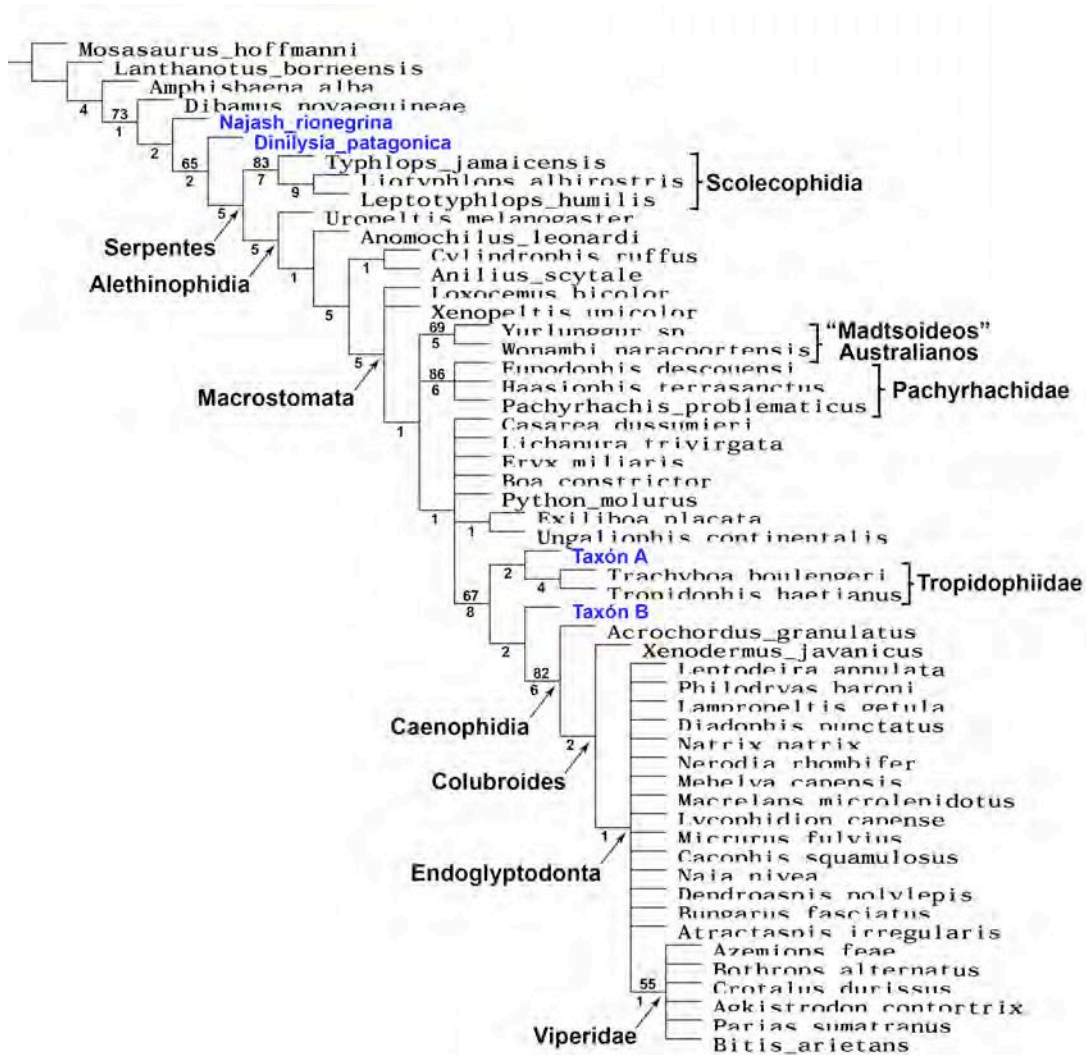 Mosasaurus_hoffmanni
Lanthanotus_borneensis
Amphisbaena_alba
4
73
1
Dibamus_novaeguineae
2
Najash_rionegrina
65
2
Dinilysia_patagonica
83
7
Typhlops_jamaicensis
9
Liotyphlops_albirostris
Leptotyphlops_humilis
Scolecophidia
5
Serpentes
Uropeltis_melanogaster
5
Alethinophidia
Anomochilus_leonardi
1
1
Cylindrophis_ruffus
Anilius_scytale
5
Loxocemus_bicolor
Xenopeltis_unicolor
5
Macrostomata
69
5
Yurlunggur_sp
Wonambi_naracoortensis
"Madtsoideos"
Australianos
86
6
Eupodophis_descouensi
Haasiophis_terrasanctus
Pachyrhachis_problematicus
Pachyrhachidae
1
Casarea_dussumieri
Lichanura_trivirgata
Eryx_miliaris
Boa_constrictor
Python_molurus
1
1
Exiliboa_placata
Ungaliophis_continentalis
2
Taxón A
4
Trachyboa_boulengeri
Tropidophis_haetianus
Tropidophiidae
67
8
Taxón B
2
Acrochordus_granulatus
82
6
Caenophidia
Xenodermus_javanicus
2
Colubroides
Leptodeira_annulata
Philodryas_baroni
Lampropeltis_getula
Diadophis_punctatus
Natrix_natrix
Nerodia_rhombifer
Mehelya_capensis
Macrelaps_microlepidotus
Lycophidion_capense
1
Endoglyptodonta
Micrurus_fulvius
Cacophis_squamulosus
Naja_nivea
Dendroaspis_polylepis
Bungarus_fasciatus
Atractaspis_irregularis
55
1
Viperidae
Azemiops_feae
Bothrops_alternatus
Crotalus_durissus
Agkistrodon_contortrix
Parias_sumatranus
Bitis_arietans